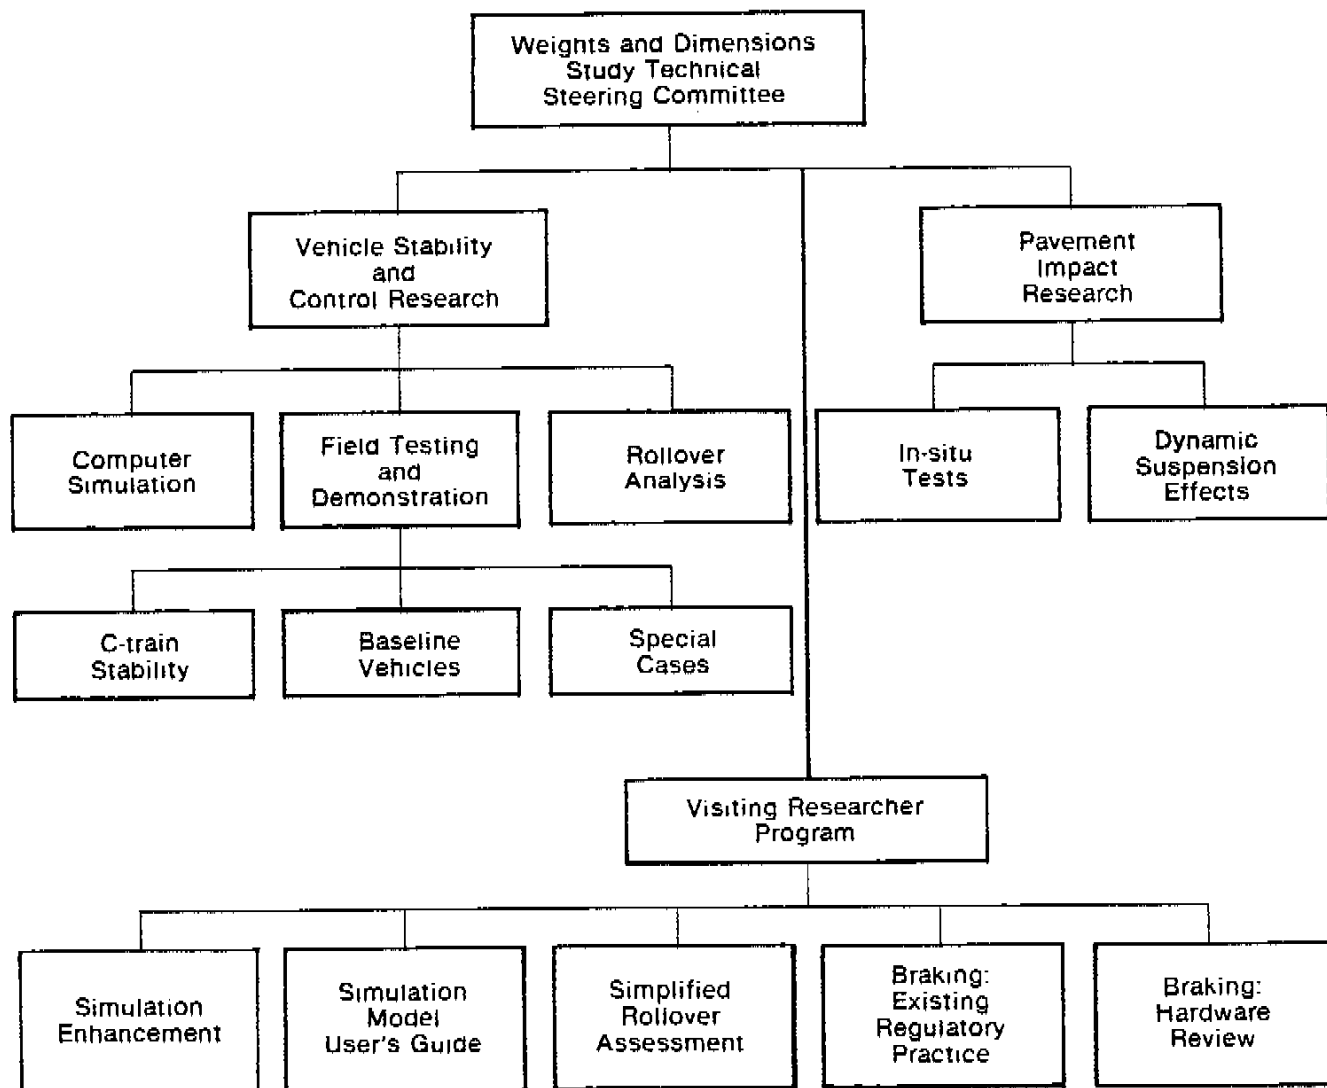 Weights and Dimensions
Study Technical
Steering Committee
Vehicle Stability
and
Control Research
Pavement
Impact
Research
Computer
Simulation
Field Testing
and
Demonstration
Rollover
Analysis
In-situ
Tests
Dynamic
Suspension
Effects
C-train
Stability
Baseline
Vehicles
Special
Cases
Visiting Researcher
Program
Simulation
Enhancement
Simulation
Model
User's Guide
Simplified
Rollover
Assessment
Braking:
Existing
Regulatory
Practice
Braking:
Hardware
Review